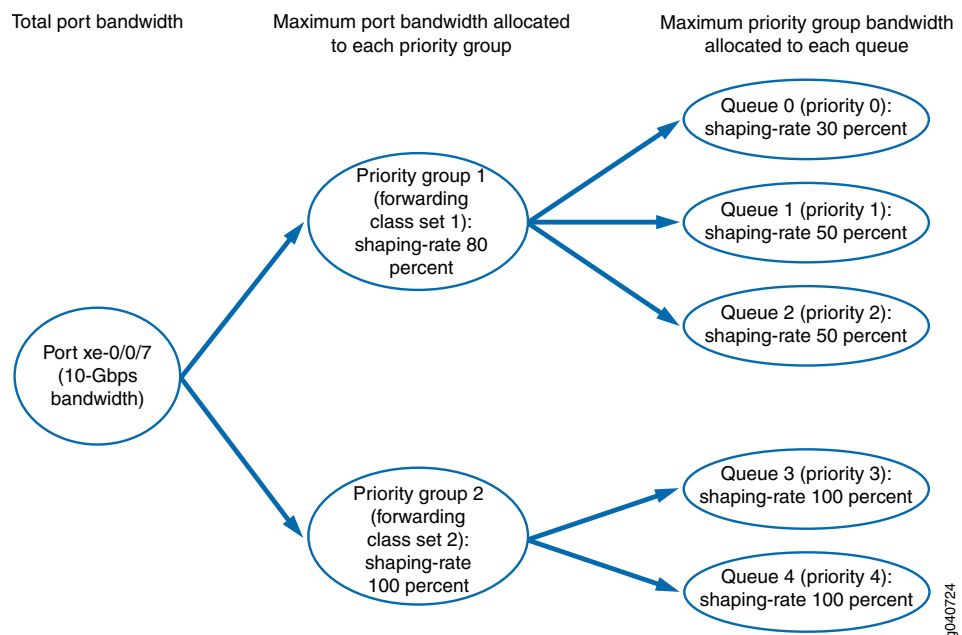 Total port bandwidth
Maximum port bandwidth allocated
to each priority group
Maximum priority group bandwidth
allocated to each queue
Port xe-0/0/7
(10-Gbps
bandwidth)
Priority group 1
(forwarding
class set 1):
shaping-rate 80
percent
Queue 0 (priority 0):
shaping-rate 30 percent
Queue 1 (priority 1):
shaping-rate 50 percent
Queue 2 (priority 2):
shaping-rate 50 percent
Priority group 2
(forwarding
class set 2):
shaping-rate
100 percent
Queue 3 (priority 3):
shaping-rate 100 percent
Queue 4 (priority 4):
shaping-rate 100 percent
g040724